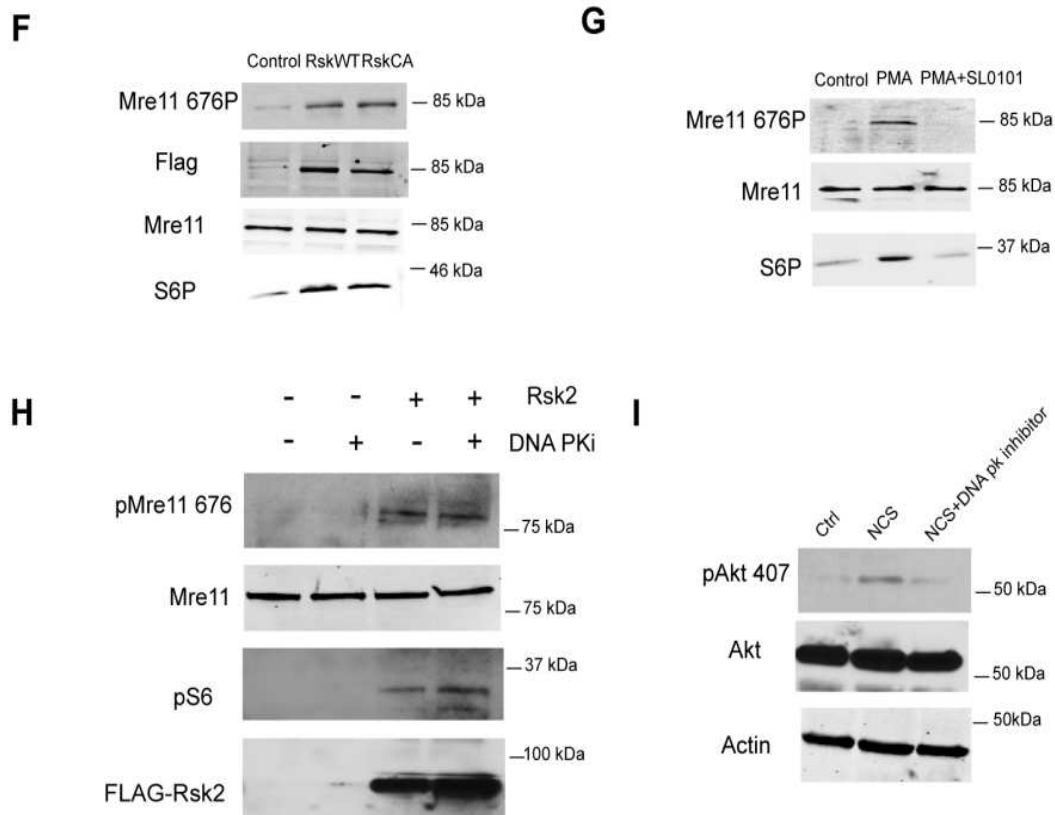 F
Control RskWT RskCA
Mre11 676P
85 kDa
Flag
85 kDa
Mre11
85 kDa
46 kDa
S6P
G
Control PMA PMA+SL0101
Mre11 676P
85 kDa
Mre11
85 kDa
37 kDa
S6P
H
- - + + Rsk2
- + - + DNA PKi
pMre11 676
75 kDa
Mre11
75 kDa
37 kDa
pS6
100 kDa
FLAG-Rsk2
I
Ctrl NCS NCS+DNA pk inhibitor
pAkt 407
50 kDa
Akt
50 kDa
50kDa
Actin